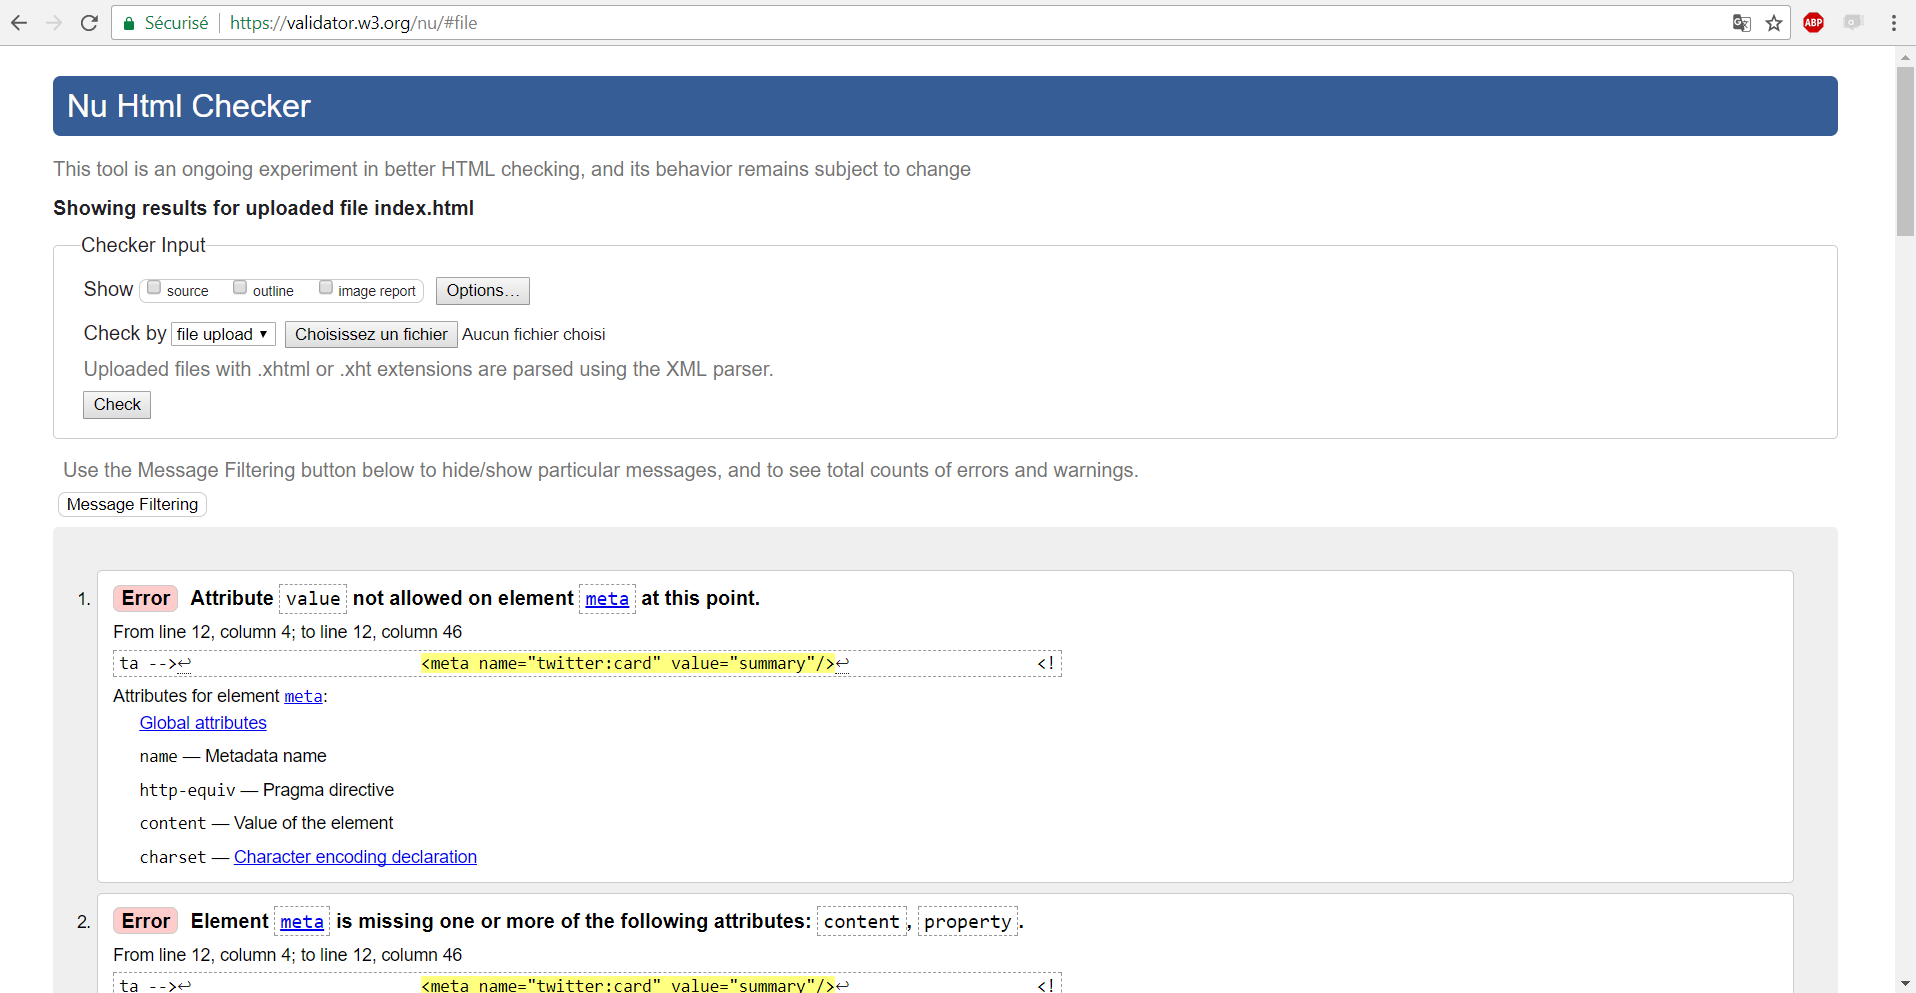 Sécurisé https://validator.w3.org/nu/#file ABP
Nu Html Checker
This tool is an ongoing experiment in better HTML checking, and its behavior remains subject to change
Showing results for uploaded file index.html
Checker Input
Show source outline image report Options...
Check by file upload ▼ Choisissez un fichier Aucun fichier choisi
Uploaded files with .xhtml or .xht extensions are parsed using the XML parser.
Check
Use the Message Filtering button below to hide/show particular messages, and to see total counts of errors and warnings.
Message Filtering
1. Error Attribute value not allowed on element meta at this point.
From line 12, column 4; to line 12, column 46
ta -->↩ <meta name="twitter:card" value="summary"/>↩ <!
Attributes for element meta:
Global attributes
name — Metadata name
http-equiv — Pragma directive
content — Value of the element
charset — Character encoding declaration
2. Error Element meta is missing one or more of the following attributes: content, property.
From line 12, column 4; to line 12, column 46
ta -->↩ <meta name="twitter:card" value="summary"/>↩ <!